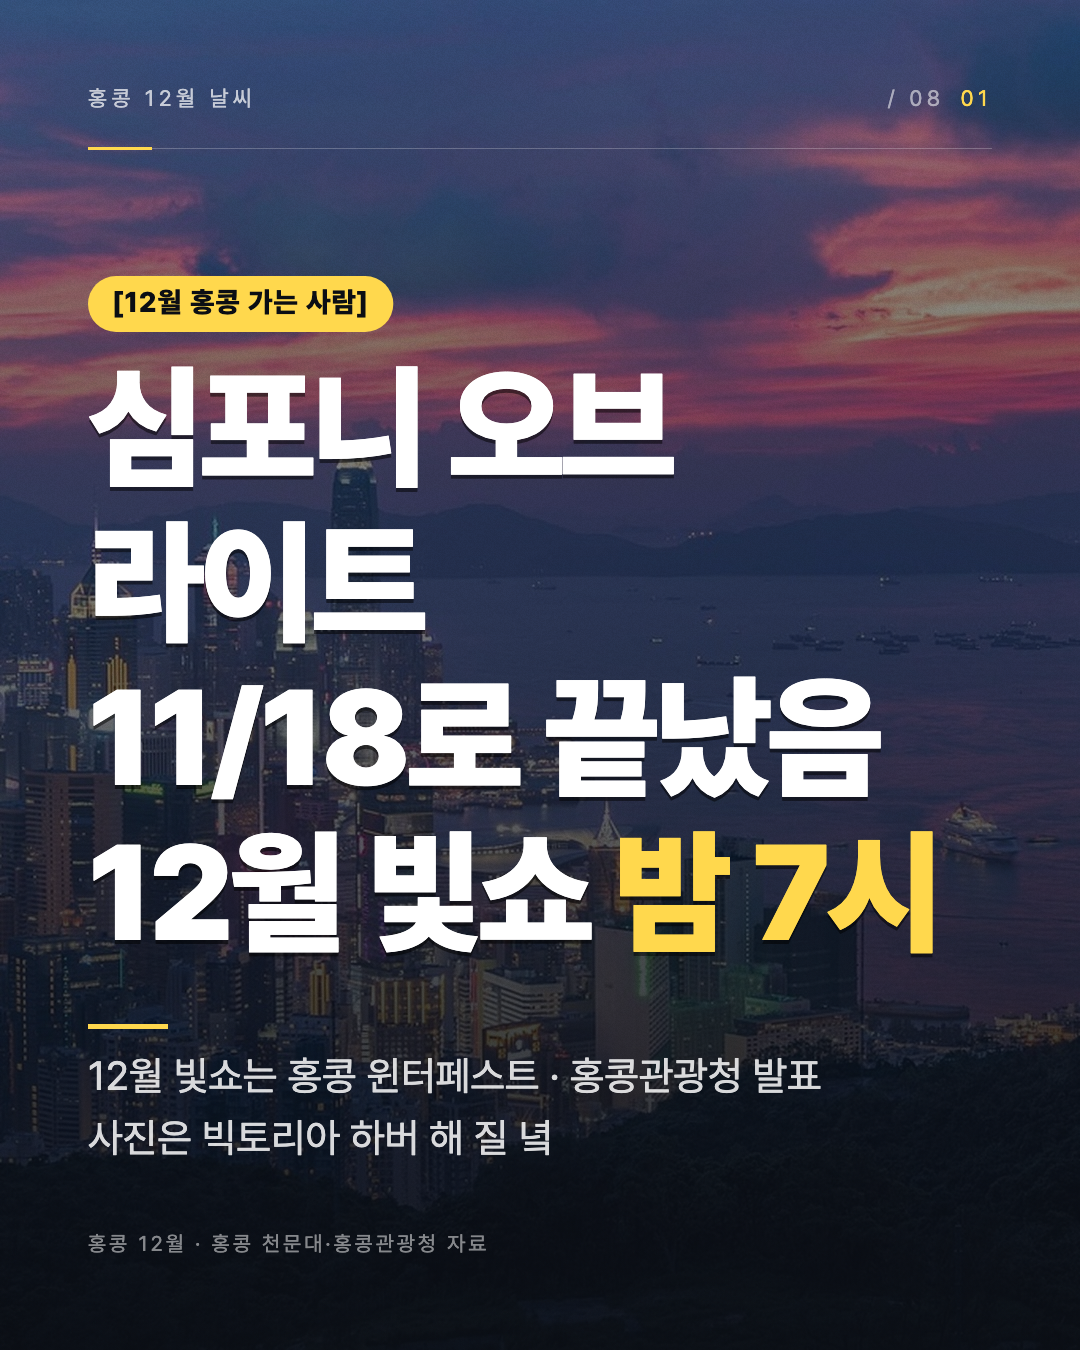 홍콩 12월 날씨
/ 08 01
[12월 홍콩 가는 사람]
심포니 오브
라이트
11/18로 끝났음
12월 빛쇼 밤 7시
12월 빛쇼는 홍콩 윈터페스트 · 홍콩관광청 발표
사진은 빅토리아 하버 해 질 녘
홍콩 12월 · 홍콩 천문대·홍콩관광청 자료